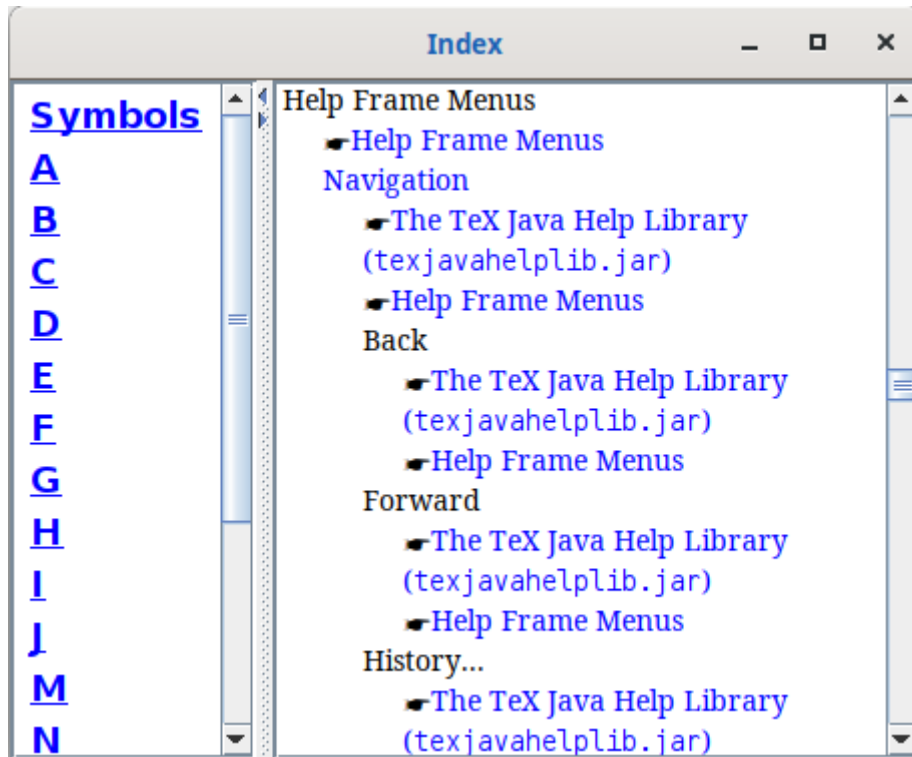 Index
Symbols
A
B
C
D
E
F
G
H
I
J
M
N
Help Frame Menus
☛Help Frame Menus
Navigation
☛The TeX Java Help Library
(texjavahelplib.jar)
☛Help Frame Menus
Back
☛The TeX Java Help Library
(texjavahelplib.jar)
☛Help Frame Menus
Forward
☛The TeX Java Help Library
(texjavahelplib.jar)
☛Help Frame Menus
History...
☛The TeX Java Help Library
(texjavahelplib.jar)